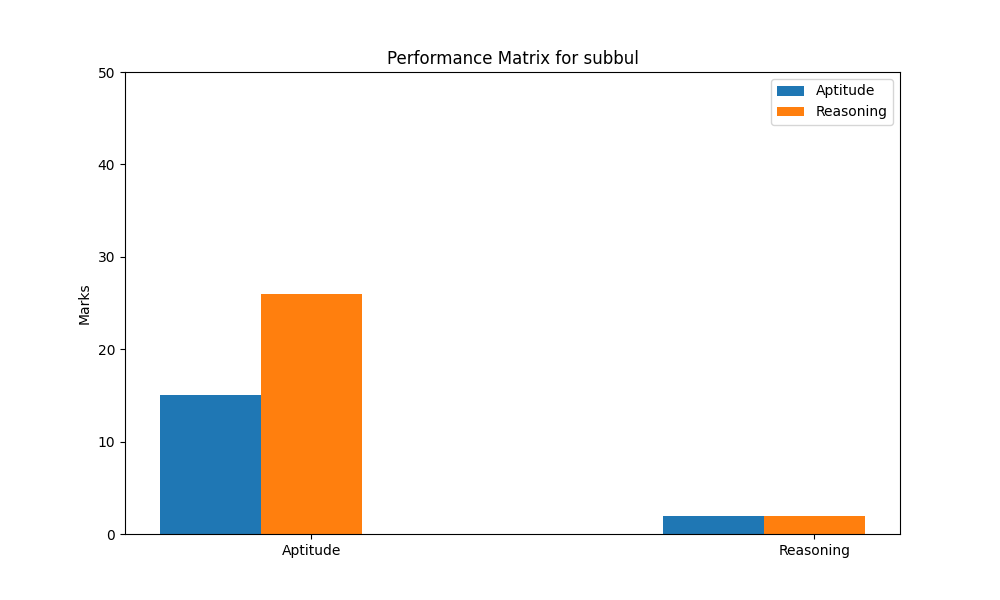 Performance Matrix for subbul
50
40
30
20
10
0
Marks
Aptitude
Reasoning
Aptitude
Reasoning